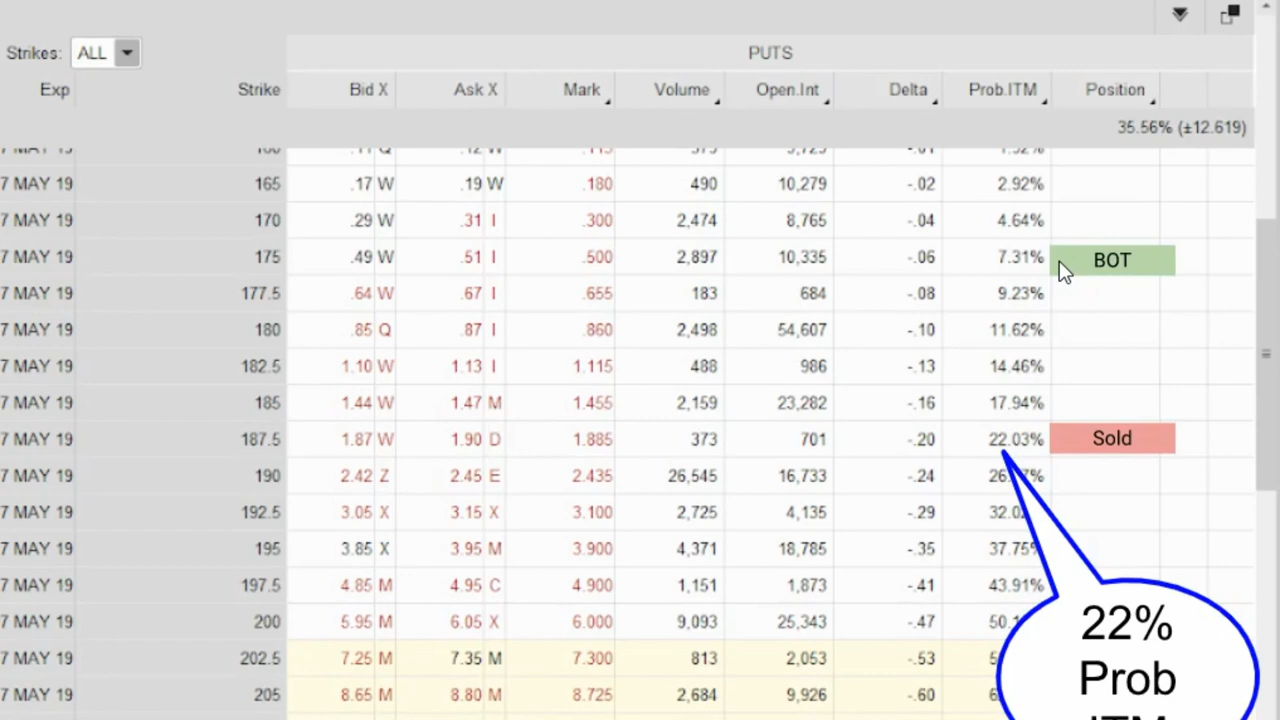 Strikes: ALL PUTS
Exp Strike Bid X Ask X Mark Volume Open.Int Delta Prob.ITM Position
35.56% (±12.619)
7 MAY 19 165 .17 W .19 W .180 490 10,279 -.02 2.92%
7 MAY 19 170 .29 W .31 I .300 2,474 8,765 -.04 4.64%
7 MAY 19 175 .49 W .51 I .500 2,897 10,335 -.06 7.31% BOT
7 MAY 19 177.5 .64 W .67 I .655 183 684 -.08 9.23%
7 MAY 19 180 .85 Q .87 I .860 2,498 54,607 -.10 11.62%
7 MAY 19 182.5 1.10 W 1.13 I 1.115 488 986 -.13 14.46%
7 MAY 19 185 1.44 W 1.47 M 1.455 2,159 23,282 -.16 17.94%
7 MAY 19 187.5 1.87 W 1.90 D 1.885 373 701 -.20 22.03% Sold
7 MAY 19 190 2.42 Z 2.45 E 2.435 26,545 16,733 -.24
7 MAY 19 192.5 3.05 X 3.15 X 3.100 2,725 4,135 -.29
7 MAY 19 195 3.85 X 3.95 M 3.900 4,371 18,785 -.35 37.75%
7 MAY 19 197.5 4.85 M 4.95 C 4.900 1,151 1,873 -.41 43.91%
7 MAY 19 200 5.95 M 6.05 X 6.000 9,093 25,343 -.47
7 MAY 19 202.5 7.25 M 7.35 M 7.300 813 2,053 -.53
7 MAY 19 205 8.65 M 8.80 M 8.725 2,684 9,926 -.60
22%
Prob
ITM